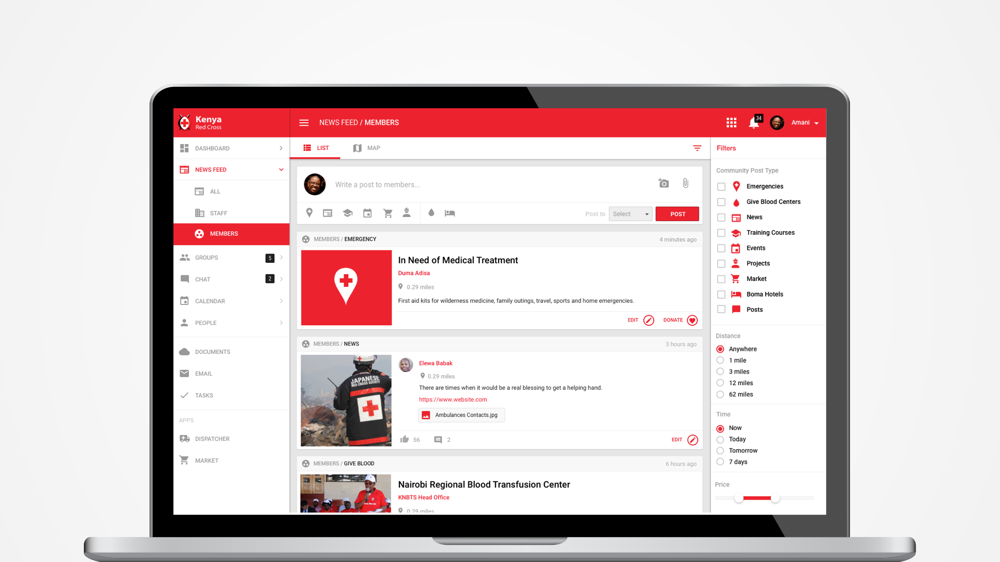 Kenya
Red Cross
NEWS FEED / MEMBERS
34
Amani
DASHBOARD
NEWS FEED
ALL
STAFF
MEMBERS
GROUPS
5
CHAT
2
CALENDAR
PEOPLE
DOCUMENTS
EMAIL
TASKS
APPS
DISPATCHER
MARKET
LIST
MAP
Write a post to members...
Post to
Select
POST
MEMBERS / EMERGENCY
4 minutes ago
In Need of Medical Treatment
Duma Adisa
0.29 miles
First aid kits for wilderness medicine, family outings, travel, sports and home emergencies.
EDIT
DONATE
MEMBERS / NEWS
3 hours ago
JAPANESE
RED CROSS SOCIETY
Elewa Babak
0.29 miles
There are times when it would be a real blessing to get a helping hand.
https://www.website.com
Ambulances Contacts.jpg
56
2
EDIT
MEMBERS / GIVE BLOOD
6 hours ago
Nairobi Regional Blood Transfusion Center
KNBTS Head Office
0.29 miles
Filters
Community Post Type
Emergencies
Give Blood Centers
News
Training Courses
Events
Projects
Market
Boma Hotels
Posts
Distance
Anywhere
1 mile
3 miles
12 miles
62 miles
Time
Now
Today
Tomorrow
7 days
Price